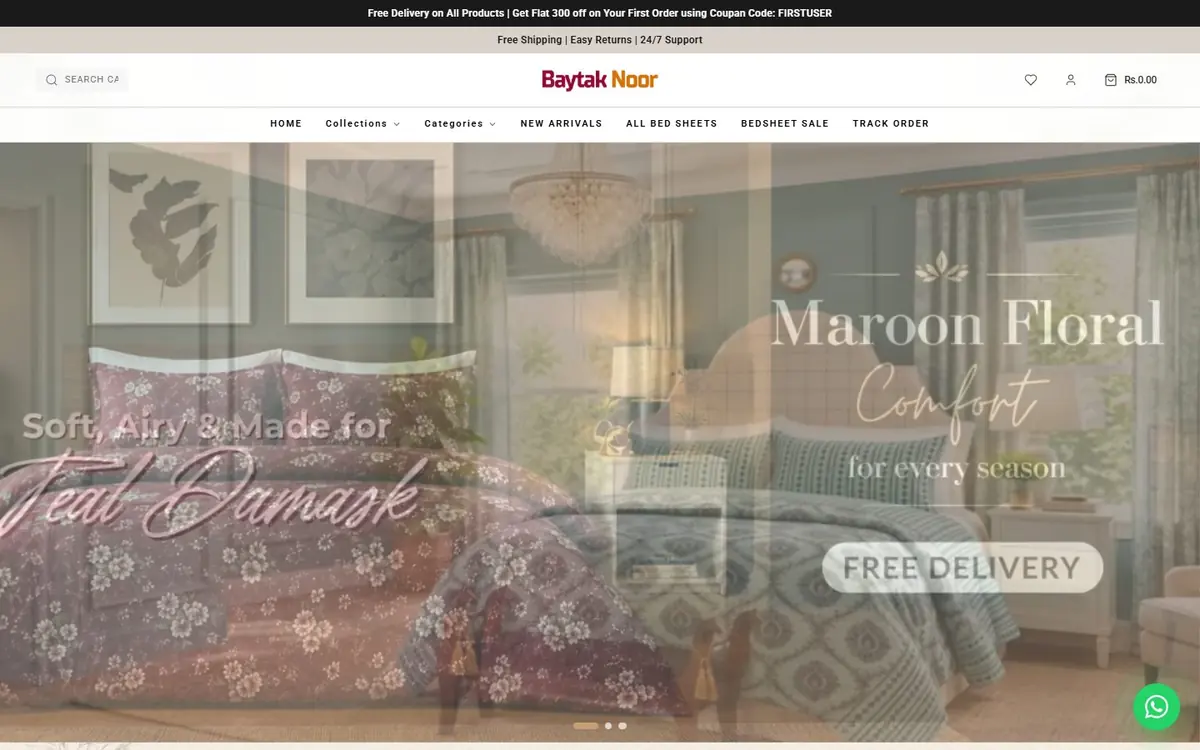 Free Delivery on All Products | Get Flat 300 off on Your First Order using Coupan Code: FIRSTUSER
Free Shipping | Easy Returns | 24/7 Support
SEARCH CA
Baytak Noor
Rs.0.00
HOME
Collections
Categories
NEW ARRIVALS
ALL BED SHEETS
BEDSHEET SALE
TRACK ORDER
Soft, Airy & Made for
Teal Damask
Maroon Floral
Comfort
for every season
FREE DELIVERY